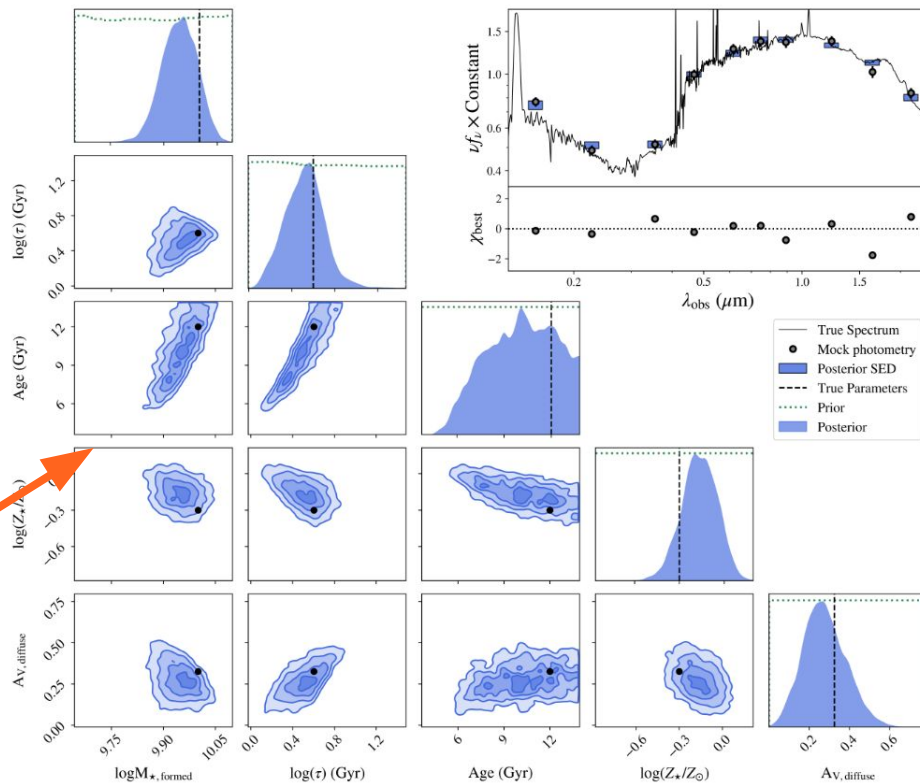 1.5
1.0
0.6
0.4
νfν × Constant
2
0
−2
χbest
0.2
0.5
1.0
1.5
λobs (μm)
True Spectrum
Mock photometry
Posterior SED
True Parameters
Prior
Posterior
log(τ) (Gyr)
1.2
0.8
0.4
0.0
Age (Gyr)
12
9
6
log(Z⋆/Z⊙)
−0.3
−0.6
AV, diffuse
0.75
0.50
0.25
0.00
9.75
9.90
10.05
0.0
0.6
1.2
6
9
12
−0.6
−0.3
0.0
0.2
0.4
0.6
logM⋆, formed
log(τ) (Gyr)
Age (Gyr)
log(Z⋆/Z⊙)
AV, diffuse